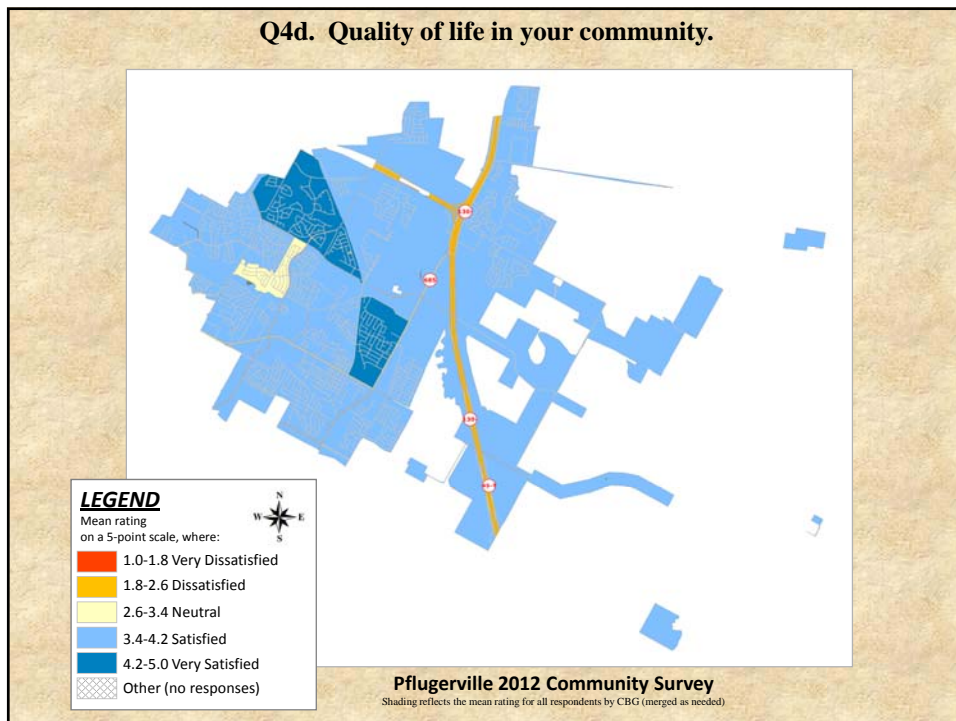 Q4d. Quality of life in your community.
130
685
130
LEGEND
Mean rating
on a 5-point scale, where:
N
W E
S
1.0-1.8 Very Dissatisfied
1.8-2.6 Dissatisfied
2.6-3.4 Neutral
3.4-4.2 Satisfied
4.2-5.0 Very Satisfied
Other (no responses)
Pflugerville 2012 Community Survey
Shading reflects the mean rating for all respondents by CBG (merged as needed)